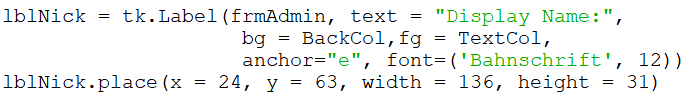 lblNick = tk.Label(frmAdmin, text = "Display Name:",
                   bg = BackCol,fg = TextCol,
                   anchor="e", font=('Bahnschrift', 12))
lblNick.place(x = 24, y = 63, width = 136, height = 31)